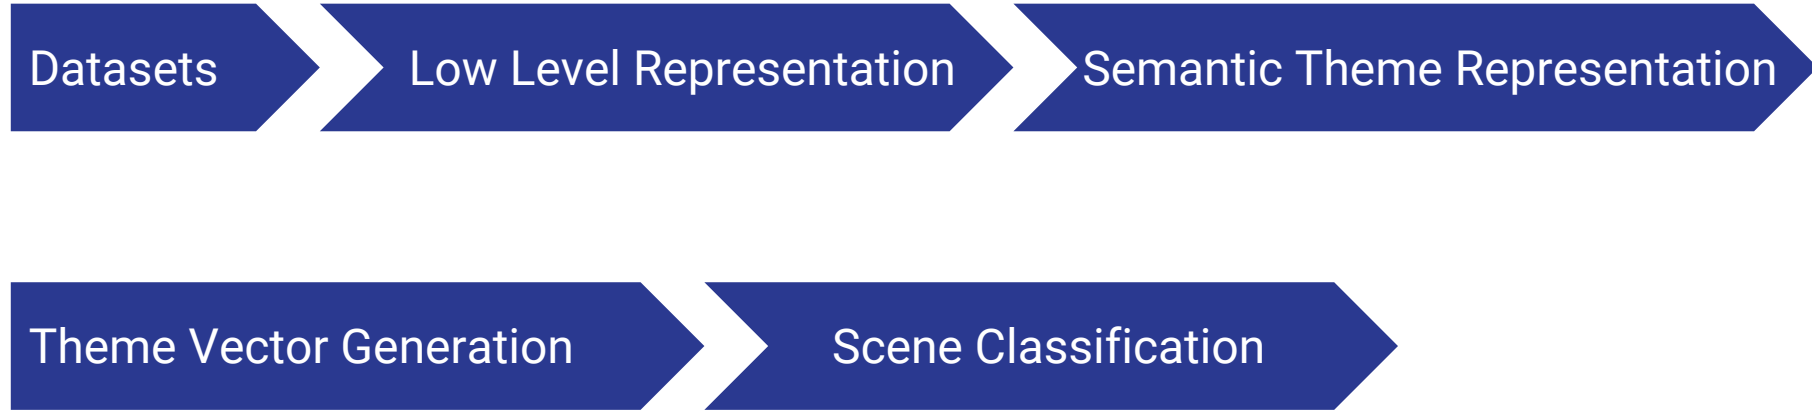 Datasets
Low Level Representation
Semantic Theme Representation
Theme Vector Generation
Scene Classification